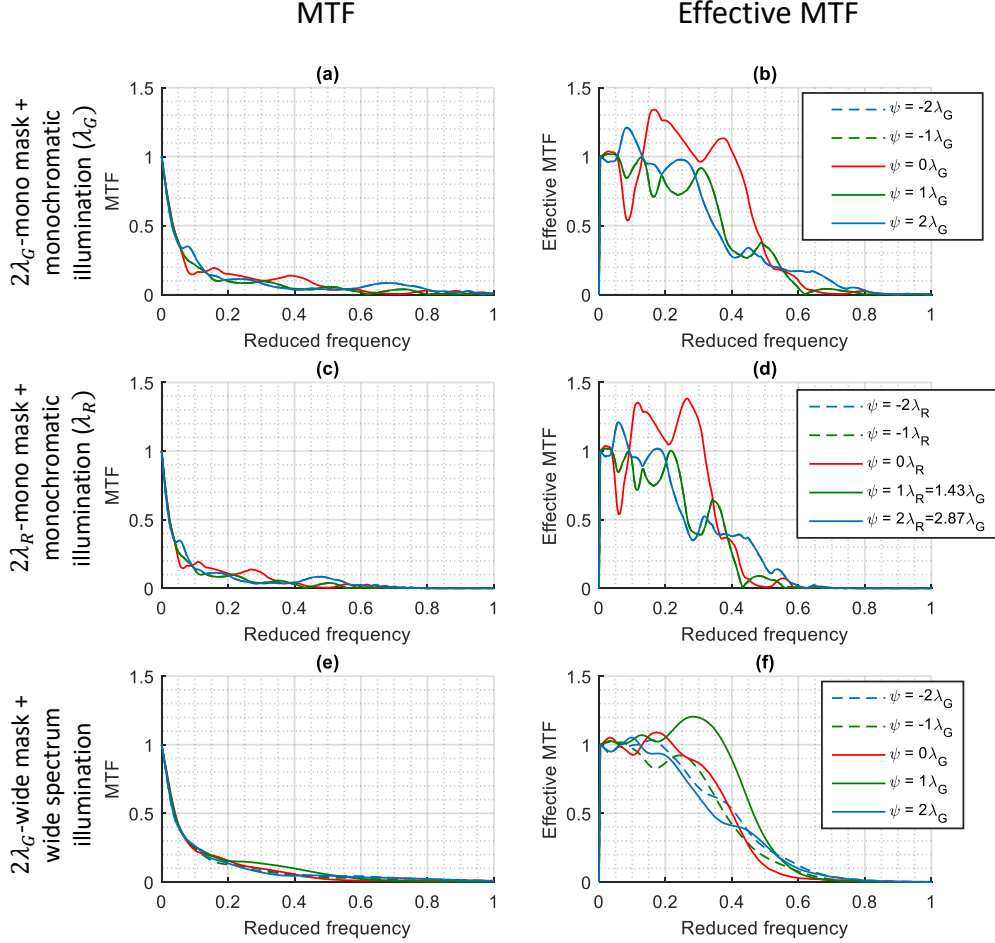 MTF
Effective MTF
2λG-mono mask +
monochromatic
illumination (λG)
(a)
1.5
1
0.5
0
MTF
0 0.2 0.4 0.6 0.8 1
Reduced frequency
(b)
1.5
1
0.5
0
Effective MTF
0 0.2 0.4 0.6 0.8 1
Reduced frequency
ψ = -2λG
ψ = -1λG
ψ = 0λG
ψ = 1λG
ψ = 2λG
2λR-mono mask +
monochromatic
illumination (λR)
(c)
1.5
1
0.5
0
MTF
0 0.2 0.4 0.6 0.8 1
Reduced frequency
(d)
1.5
1
0.5
0
Effective MTF
0 0.2 0.4 0.6 0.8 1
Reduced frequency
ψ = -2λR
ψ = -1λR
ψ = 0λR
ψ = 1λR=1.43λG
ψ = 2λR=2.87λG
2λG-wide mask +
wide spectrum
illumination
(e)
1.5
1
0.5
0
MTF
0 0.2 0.4 0.6 0.8 1
Reduced frequency
(f)
1.5
1
0.5
0
Effective MTF
0 0.2 0.4 0.6 0.8 1
Reduced frequency
ψ = -2λG
ψ = -1λG
ψ = 0λG
ψ = 1λG
ψ = 2λG